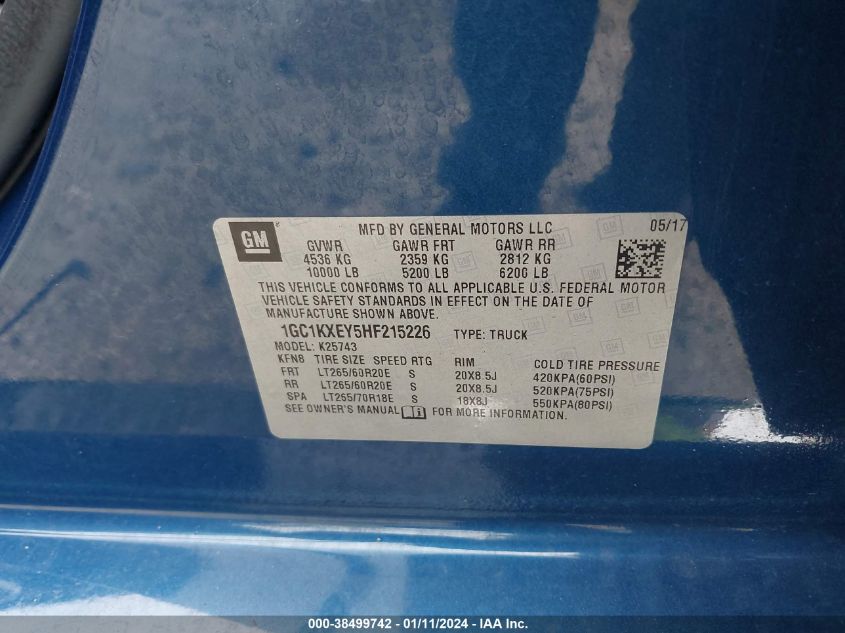 GM
MFD BY GENERAL MOTORS LLC 05/17
GVWR GAWR FRT GAWR RR
4536 KG 2359 KG 2812 KG
10000 LB 5200 LB 6200 LB
THIS VEHICLE CONFORMS TO ALL APPLICABLE U.S. FEDERAL MOTOR
VEHICLE SAFETY STANDARDS IN EFFECT ON THE DATE OF
MANUFACTURE SHOWN ABOVE.
1GC1KXEY5HF215226 TYPE: TRUCK
MODEL: K25743
KFN8 TIRE SIZE SPEED RTG RIM COLD TIRE PRESSURE
FRT LT265/60R20E S 20X8.5J 420KPA(60PSI)
RR LT265/60R20E S 20X8.5J 520KPA(75PSI)
SPA LT255/70R18E S 18X8J 550KPA(80PSI)
SEE OWNER'S MANUAL FOR MORE INFORMATION.
000-38499742 - 01/11/2024 - IAA Inc.